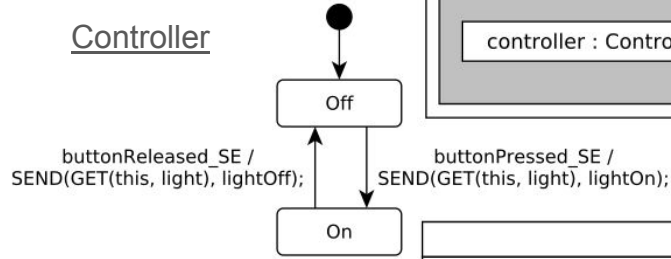 Controller
controller : Contro
Off
buttonReleased_SE /
SEND(GET(this, light), lightOff);
buttonPressed_SE /
SEND(GET(this, light), lightOn);
On